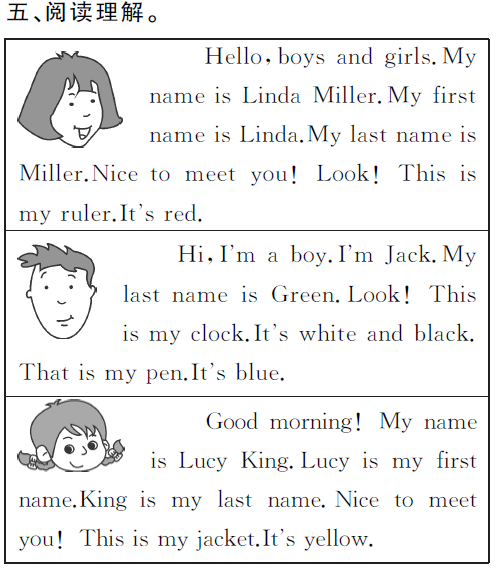 五、阅读理解。
Hello, boys and girls. My
name is Linda Miller. My first
name is Linda. My last name is
Miller. Nice to meet you! Look! This is
my ruler. It's red.
Hi, I'm a boy. I'm Jack. My
last name is Green. Look! This
is my clock. It's white and black.
That is my pen. It's blue.
Good morning! My name
is Lucy King. Lucy is my first
name. King is my last name. Nice to meet
you! This is my jacket. It's yellow.